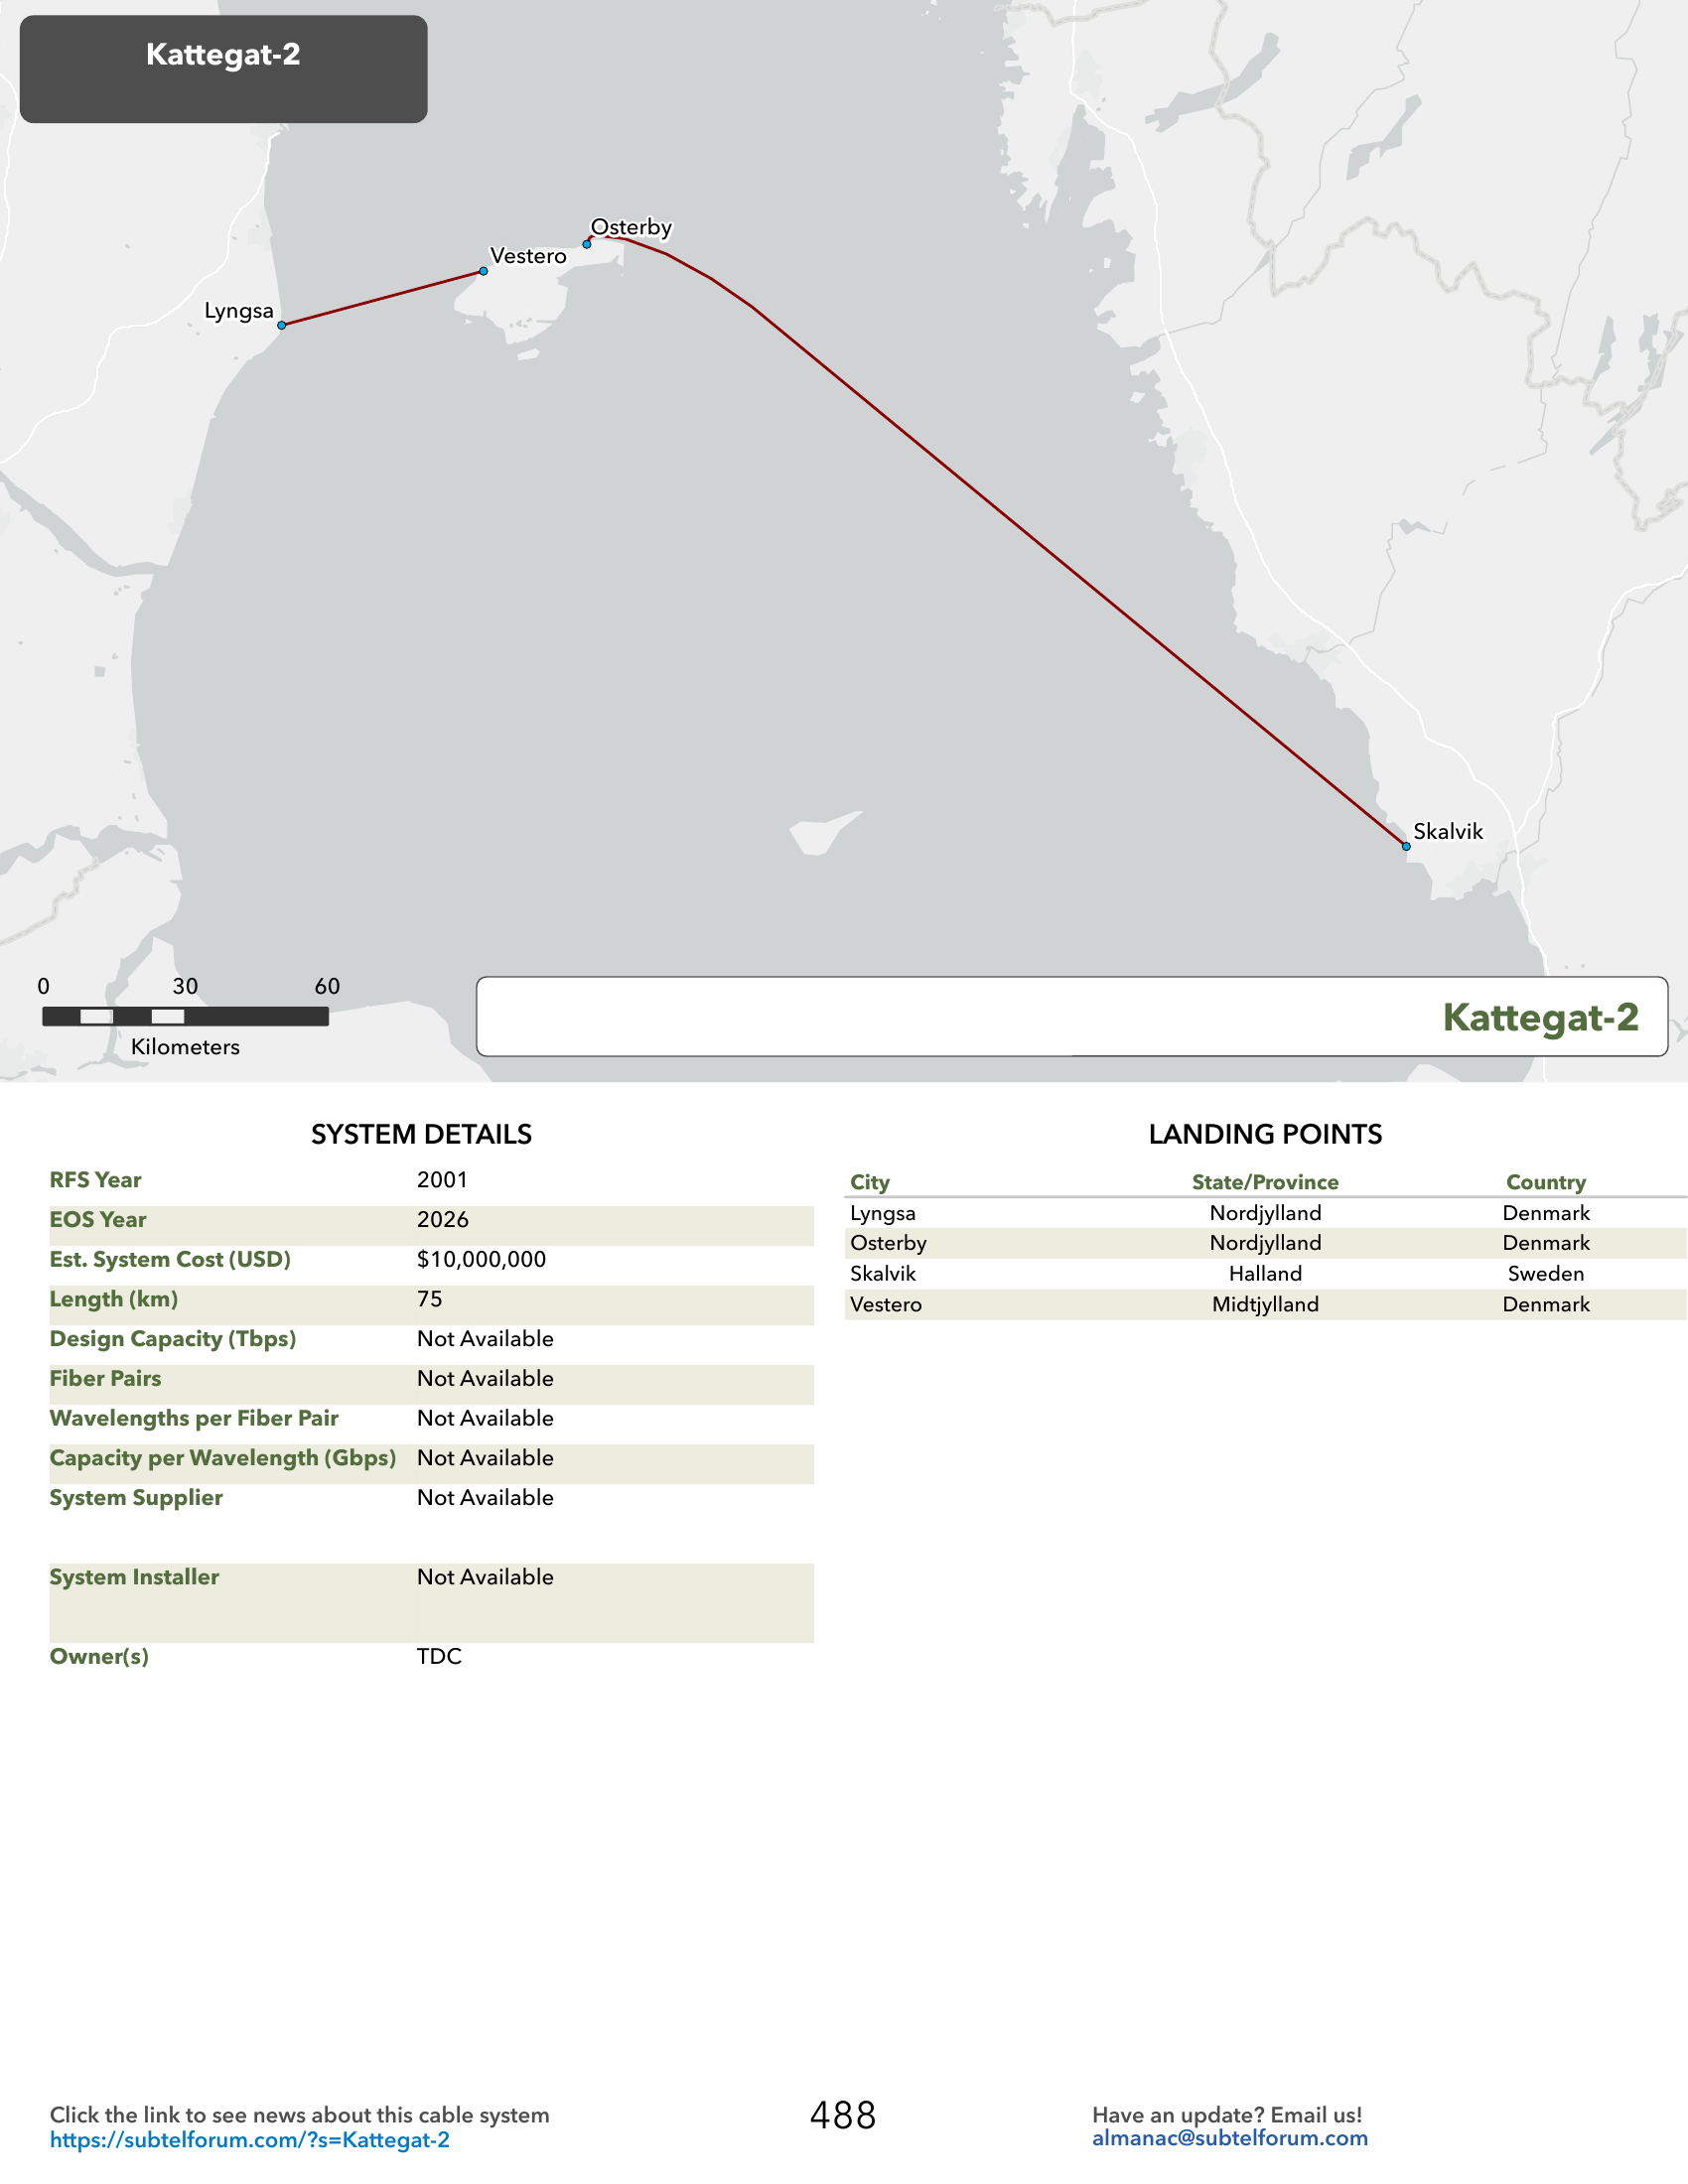 Kattegat-2
Osterby
Vestero
Lyngsa
Skalvik
0 30 60
Kilometers
Kattegat-2
SYSTEM DETAILS
RFS Year 2001
EOS Year 2026
Est. System Cost (USD) $10,000,000
Length (km) 75
Design Capacity (Tbps) Not Available
Fiber Pairs Not Available
Wavelengths per Fiber Pair Not Available
Capacity per Wavelength (Gbps) Not Available
System Supplier Not Available
System Installer Not Available
Owner(s) TDC
LANDING POINTS
City State/Province Country
Lyngsa Nordjylland Denmark
Osterby Nordjylland Denmark
Skalvik Halland Sweden
Vestero Midtjylland Denmark
Click the link to see news about this cable system
https://subtelforum.com/?s=Kattegat-2
488
Have an update? Email us!
almanac@subtelforum.com